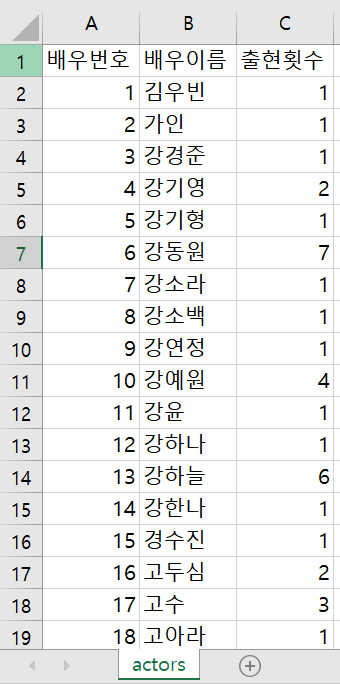 A B C
1 배우번호 배우이름 출현횟수
2 1 김우빈 1
3 2 가인 1
4 3 강경준 1
5 4 강기영 2
6 5 강기형 1
7 6 강동원 7
8 7 강소라 1
9 8 강소백 1
10 9 강연정 1
11 10 강예원 4
12 11 강윤 1
13 12 강하나 1
14 13 강하늘 6
15 14 강한나 1
16 15 경수진 1
17 16 고두심 2
18 17 고수 3
19 18 고아라 1
actors